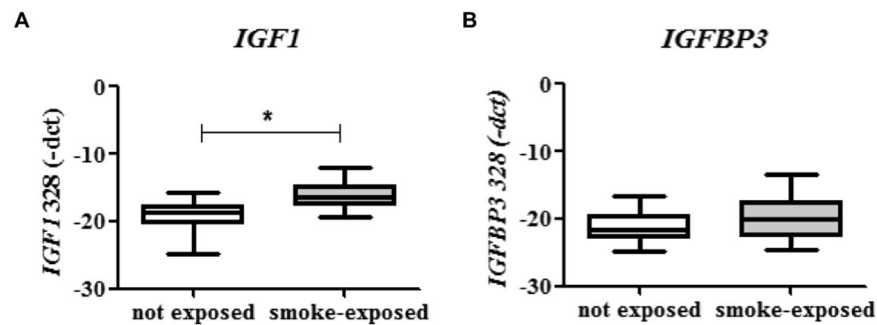 A
IGF1
IGF1 328 (-dct)
0
-10
-20
-30
*
not exposed
smoke-exposed
B
IGFBP3
IGFBP3 328 (-dct)
0
-10
-20
-30
not exposed
smoke-exposed